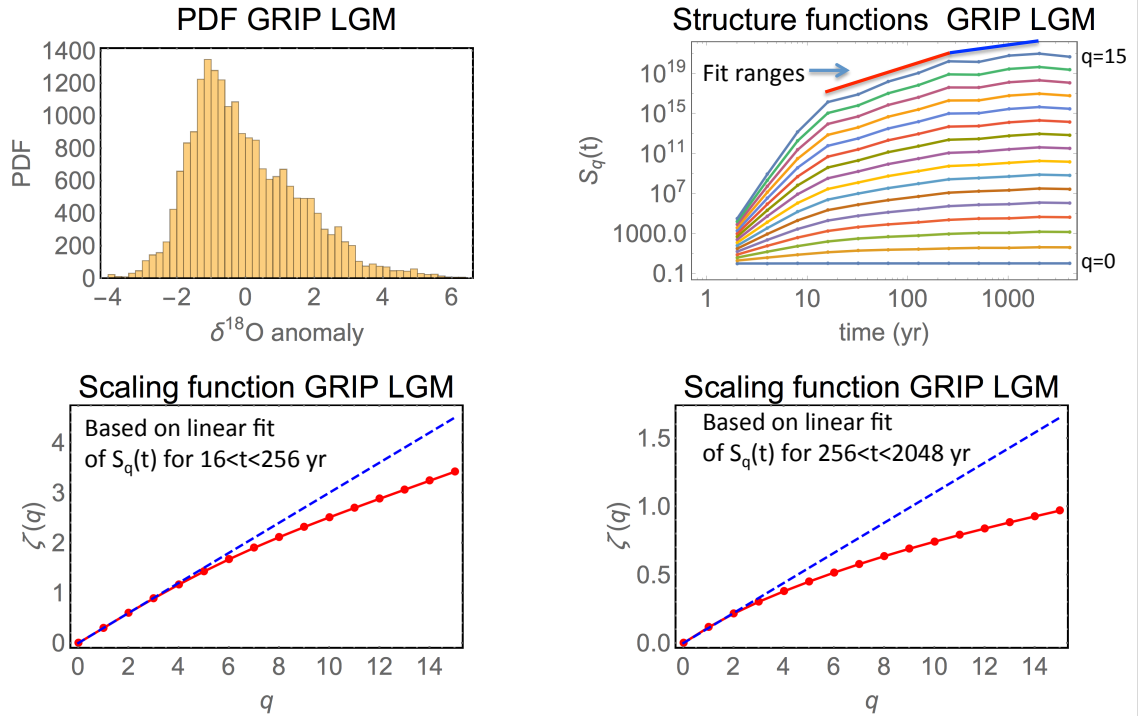 PDF GRIP LGM
1400
1200
1000
800
600
400
200
0
PDF
−4
−2
0
2
4
6
δ18O anomaly
Structure functions GRIP LGM
Fit ranges
q=15
q=0
10^19
10^15
10^11
10^7
1000.0
0.1
Sq(t)
1
10
100
1000
time (yr)
Scaling function GRIP LGM
Based on linear fit
of Sq(t) for 16<t<256 yr
4
3
2
1
0
ζ(q)
0 2 4 6 8 10 12 14
q
Scaling function GRIP LGM
Based on linear fit
of Sq(t) for 256<t<2048 yr
1.5
1.0
0.5
0.0
ζ(q)
0 2 4 6 8 10 12 14
q